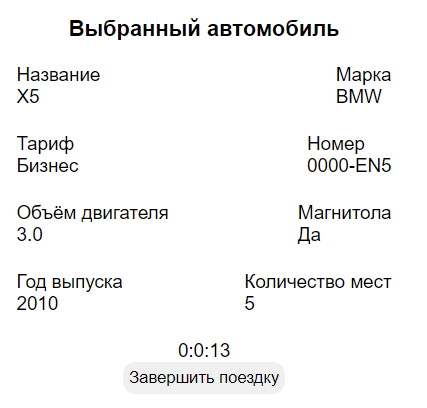 Выбранный автомобиль
Название Марка
X5 BMW
Тариф Номер
Бизнес 0000-EN5
Объём двигателя Магнитола
3.0 Да
Год выпуска Количество мест
2010 5
0:0:13
Завершить поездку